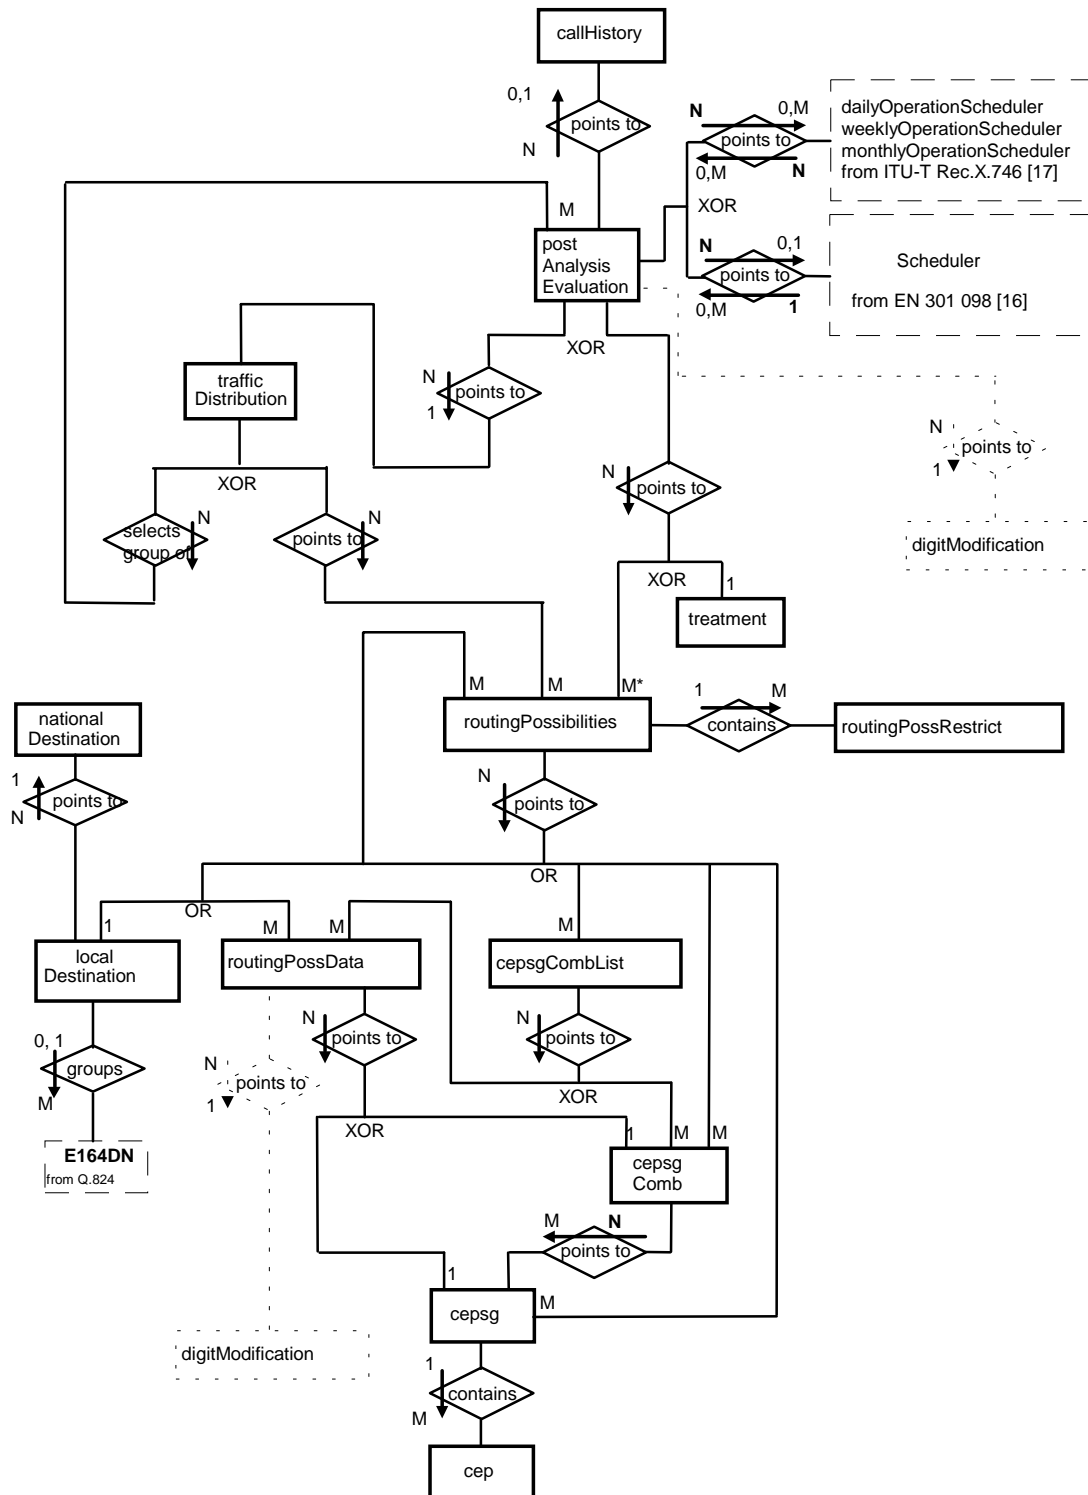 callHistory
0,1
points to
N
N
0,M
points to
0,M
N
dailyOperationScheduler
weeklyOperationScheduler
monthlyOperationScheduler
from ITU-T Rec.X.746 [17]
XOR
M
post
Analysis
Evaluation
N
0,1
points to
0,M
1
Scheduler
from EN 301 098 [16]
XOR
traffic
Distribution
N
points to
1
N
points to
1
XOR
N
points to
selects
group of
N
points to
N
digitModification
XOR
1
treatment
M
M
M*
routingPossibilities
1
M
contains
routingPossRestrict
national
Destination
1
points to
N
N
points to
OR
OR
1
M
M
M
local
Destination
routingPossData
cepsgCombList
0, 1
groups
M
N
points to
N
points to
N
points to
1
XOR
XOR
1
M
M
E164DN
from Q.824
cepsg
Comb
M
N
points to
1
M
cepsg
digitModification
1
contains
M
cep